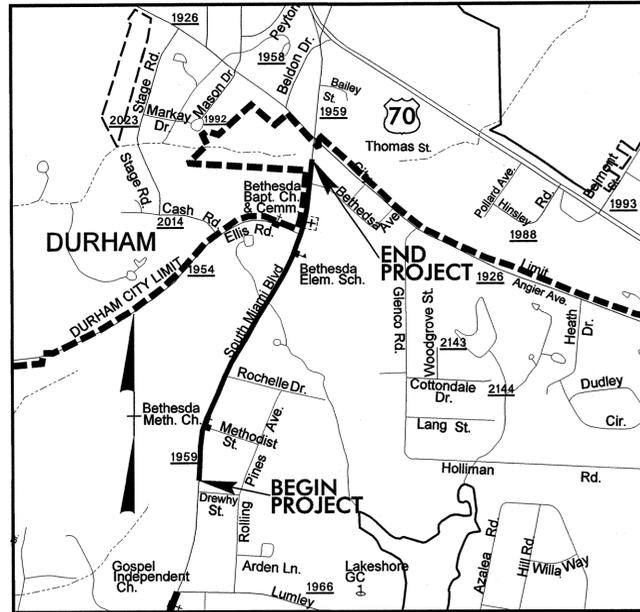 1926
Peyton
1958
Beldon Dr.
Stage Rd.
Mason Dr.
Bailey
St.
1959
70
Markay
Dr.
2023
1992
Thomas St.
Stage Rd.
City
Belmont
Pollard Ave.
Hinsley
Rd
1993
1988
Bethesda
Bapt. Ch.
& Cemm.
Bethedsa
Ave.
Cash Rd
2014
Ellis Rd.
DURHAM
END
PROJECT
1954
DURHAM CITY LIMIT
Bethesda
Elem. Sch.
1926
Limit
Angier Ave.
South Miami Blvd
Glenco Rd.
Woodgrove St.
2143
Heath
Dr.
Rochelle Dr.
Cottondale
Dr.
2144
Dudley
Cir.
Bethesda
Meth. Ch.
Methodist
St.
Ave.
Lang St.
1959
Pines
Holliman
Rd.
BEGIN
PROJECT
Drewhy
St.
Rolling
Azalea Rd
Hill Rd
Willa Way
Gospel
Independent
Ch.
Arden Ln.
Lakeshore
GC
1
Lumley
1966